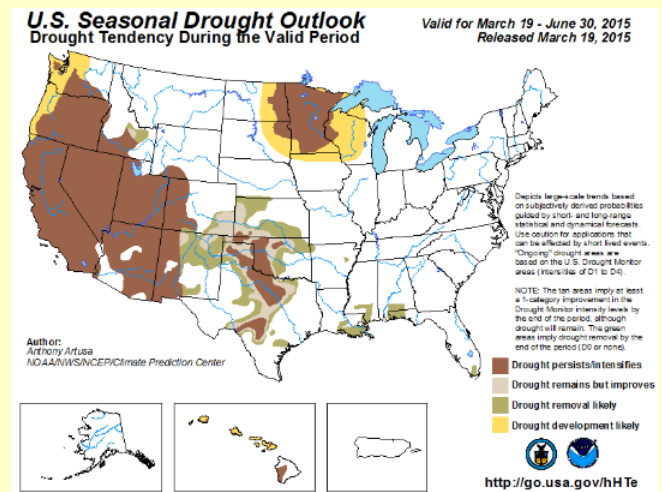 U.S. Seasonal Drought Outlook
Drought Tendency During the Valid Period
Valid for March 19 - June 30, 2015
Released March 19, 2015
Depicts large-scale trends based
on subjectively derived probabilities
guided by short- and long-range
statistical and dynamical forecasts.
Use caution for applications that
can be affected by short lived events.
"Ongoing" drought areas are
based on the U.S. Drought Monitor
areas (intensities of D1 to D4).
NOTE: The tan areas imply at least
a 1-category improvement in the
Drought Monitor intensity levels by
the end of the period, although
drought will remain. The green
areas imply drought removal by the
end of the period (D0 or none).
Author:
Anthony Artusa
NOAA/NWS/NCEP/Climate Prediction Center
Drought persists/intensifies
Drought remains but improves
Drought removal likely
Drought development likely
http://go.usa.gov/hHTe